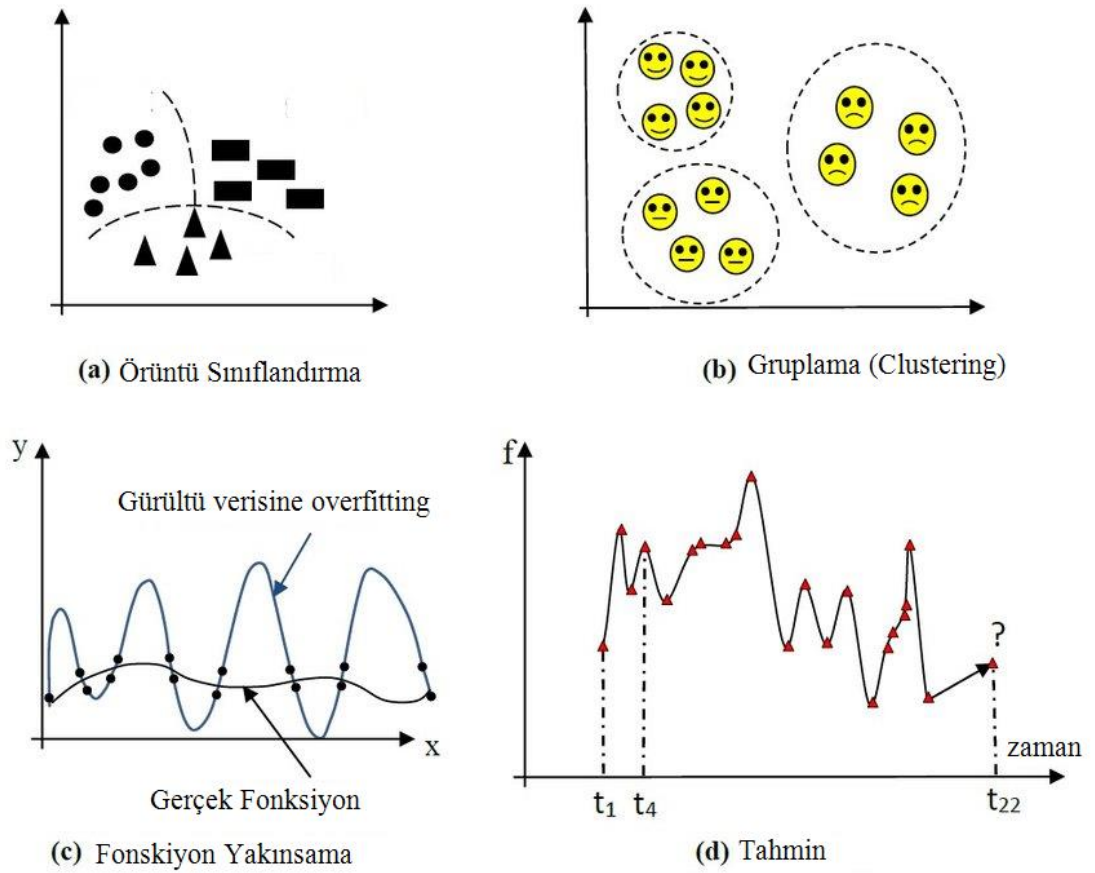 (a) Örüntü Sınıflandırma
(b) Gruplama (Clustering)
y
Gürültü verisine overfitting
x
Gerçek Fonksiyon
(c) Fonskiyon Yakınsama
f
?
zaman
t1 t4 t22
(d) Tahmin